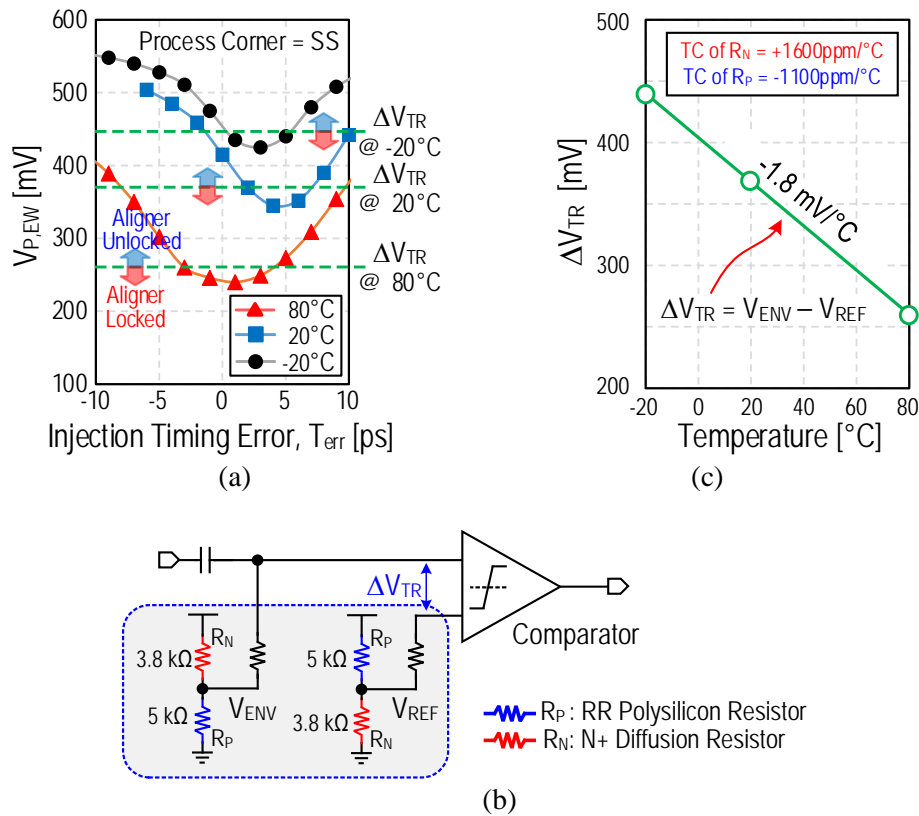 600
500
400
300
200
100
V_P,EW [mV]
Process Corner = SS
ΔV_TR
@ -20°C
ΔV_TR
@ 20°C
ΔV_TR
@ 80°C
Aligner
Unlocked
Aligner
Locked
80°C
20°C
-20°C
-10 -5 0 5 10
Injection Timing Error, T_err [ps]
(a)
500
400
300
200
ΔV_TR [mV]
TC of R_N = +1600ppm/°C
TC of R_P = -1100ppm/°C
-1.8 mV/°C
ΔV_TR = V_ENV – V_REF
-20 0 20 40 60 80
Temperature [°C]
(c)
ΔV_TR
Comparator
R_N
3.8 kΩ
5 kΩ
R_P
V_ENV
R_P
5 kΩ
3.8 kΩ
R_N
V_REF
R_P : RR Polysilicon Resistor
R_N: N+ Diffusion Resistor
(b)